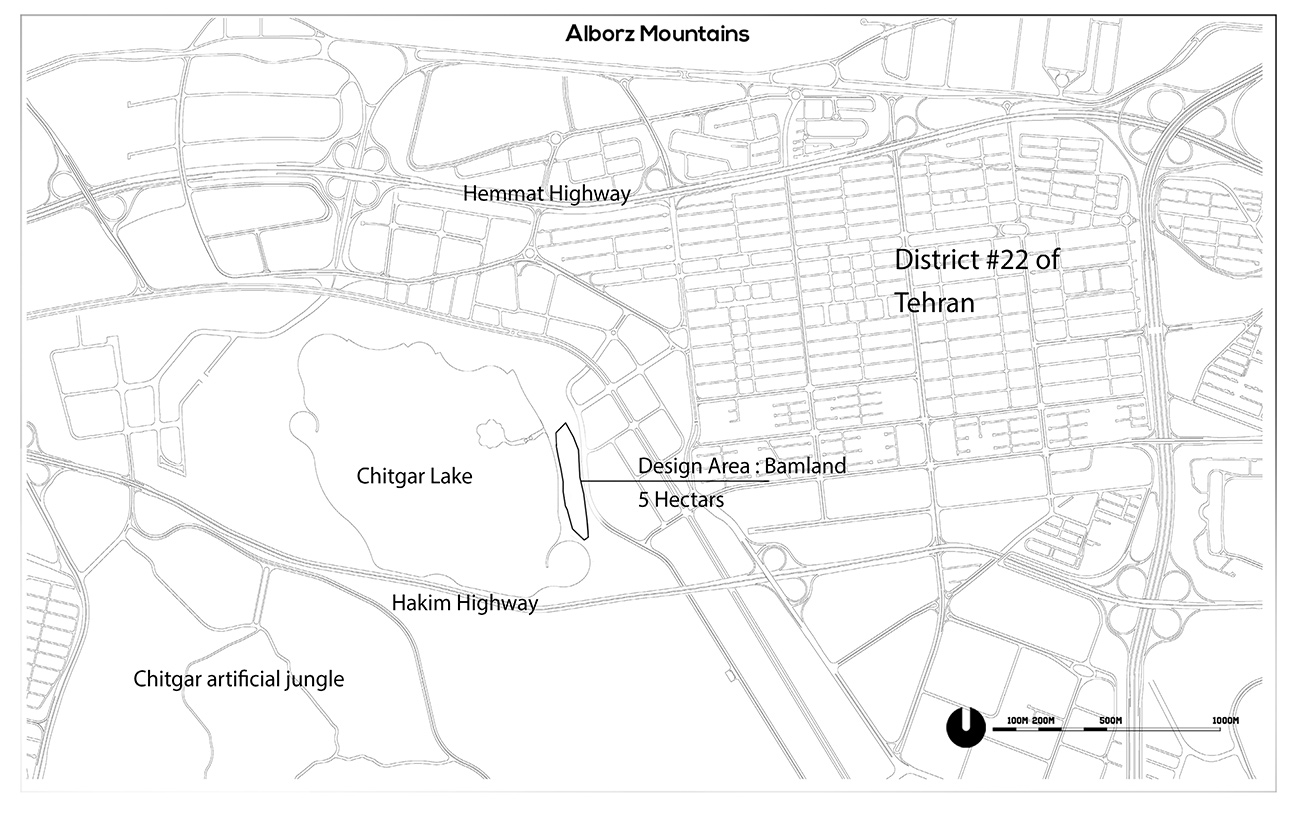 Alborz Mountains
Hemmat Highway
District #22 of
Tehran
Design Area : Bamland
5 Hectars
Chitgar Lake
Hakim Highway
Chitgar artificial jungle
100M 200M 500M 1000M